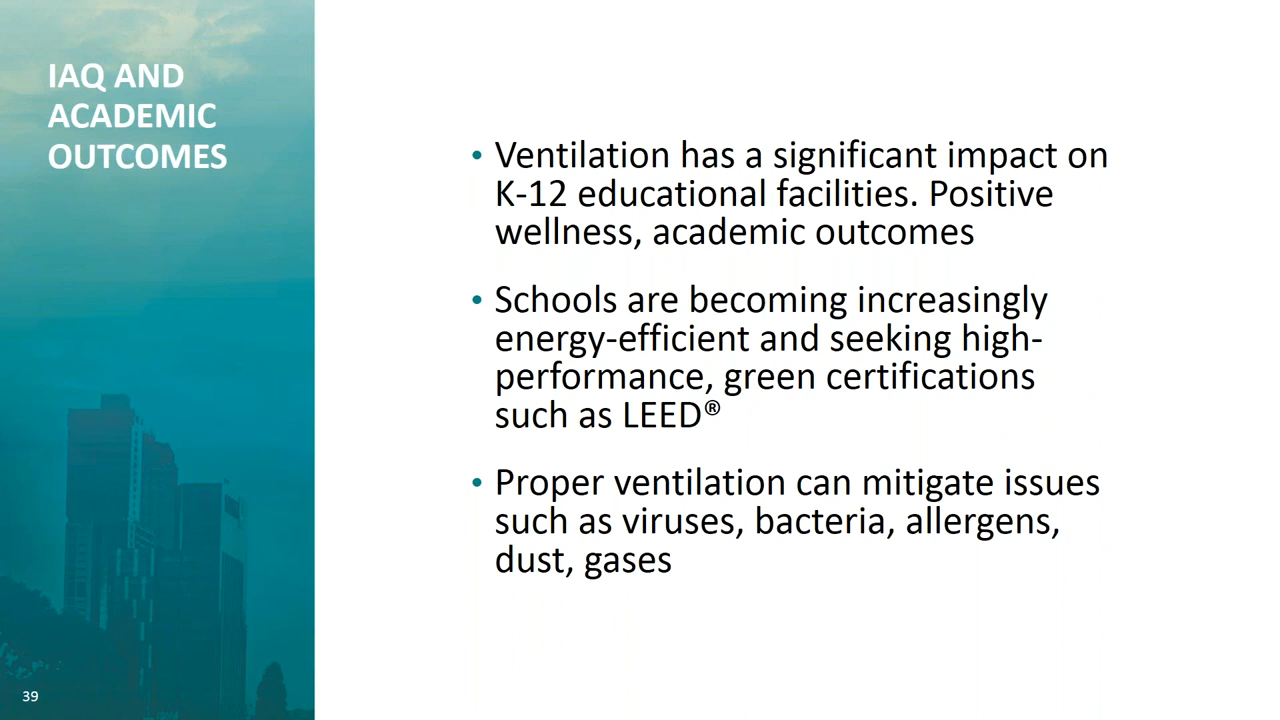 IAQ AND
ACADEMIC
OUTCOMES
• Ventilation has a significant impact on
K-12 educational facilities. Positive
wellness, academic outcomes
• Schools are becoming increasingly
energy-efficient and seeking high-
performance, green certifications
such as LEED®
• Proper ventilation can mitigate issues
such as viruses, bacteria, allergens,
dust, gases
39